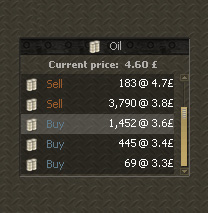 Oil
Current price: 4.60 £
Sell 183 @ 4.7£
Sell 3,790 @ 3.8£
Buy 1,452 @ 3.6£
Buy 445 @ 3.4£
Buy 69 @ 3.3£